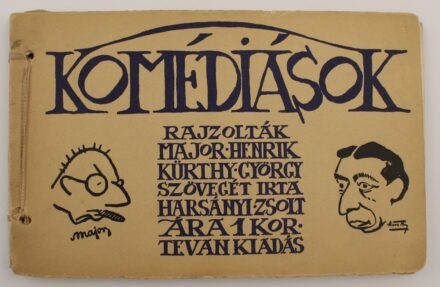 KOMÉDIÁSOK
RAJZOLTÁK
MAJOR·HENRIK
KÜRTHY·GYÖRGY
SZÖVEGÉT IRTA
HARSÁNYI·ZSOLT
ÁRA 1 KOR·
TEVAN KIADÁS
major